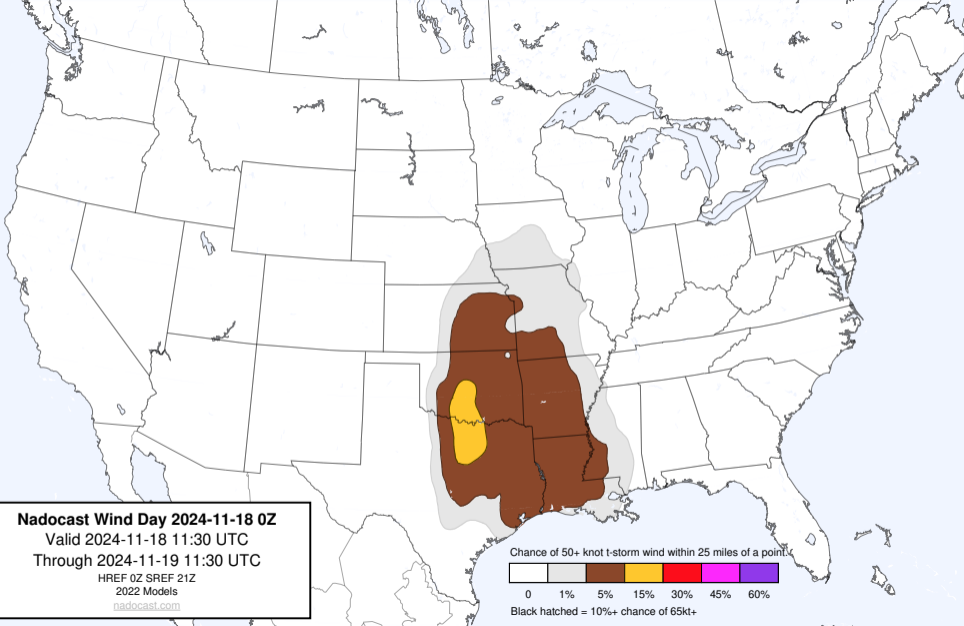 Nadocast Wind Day 2024-11-18 0Z
Valid 2024-11-18 11:30 UTC
Through 2024-11-19 11:30 UTC
HREF 0Z SREF 21Z
2022 Models
nadocast.com
Chance of 50+ knot t-storm wind within 25 miles of a point.
0 1% 5% 15% 30% 45% 60%
Black hatched = 10%+ chance of 65kt+